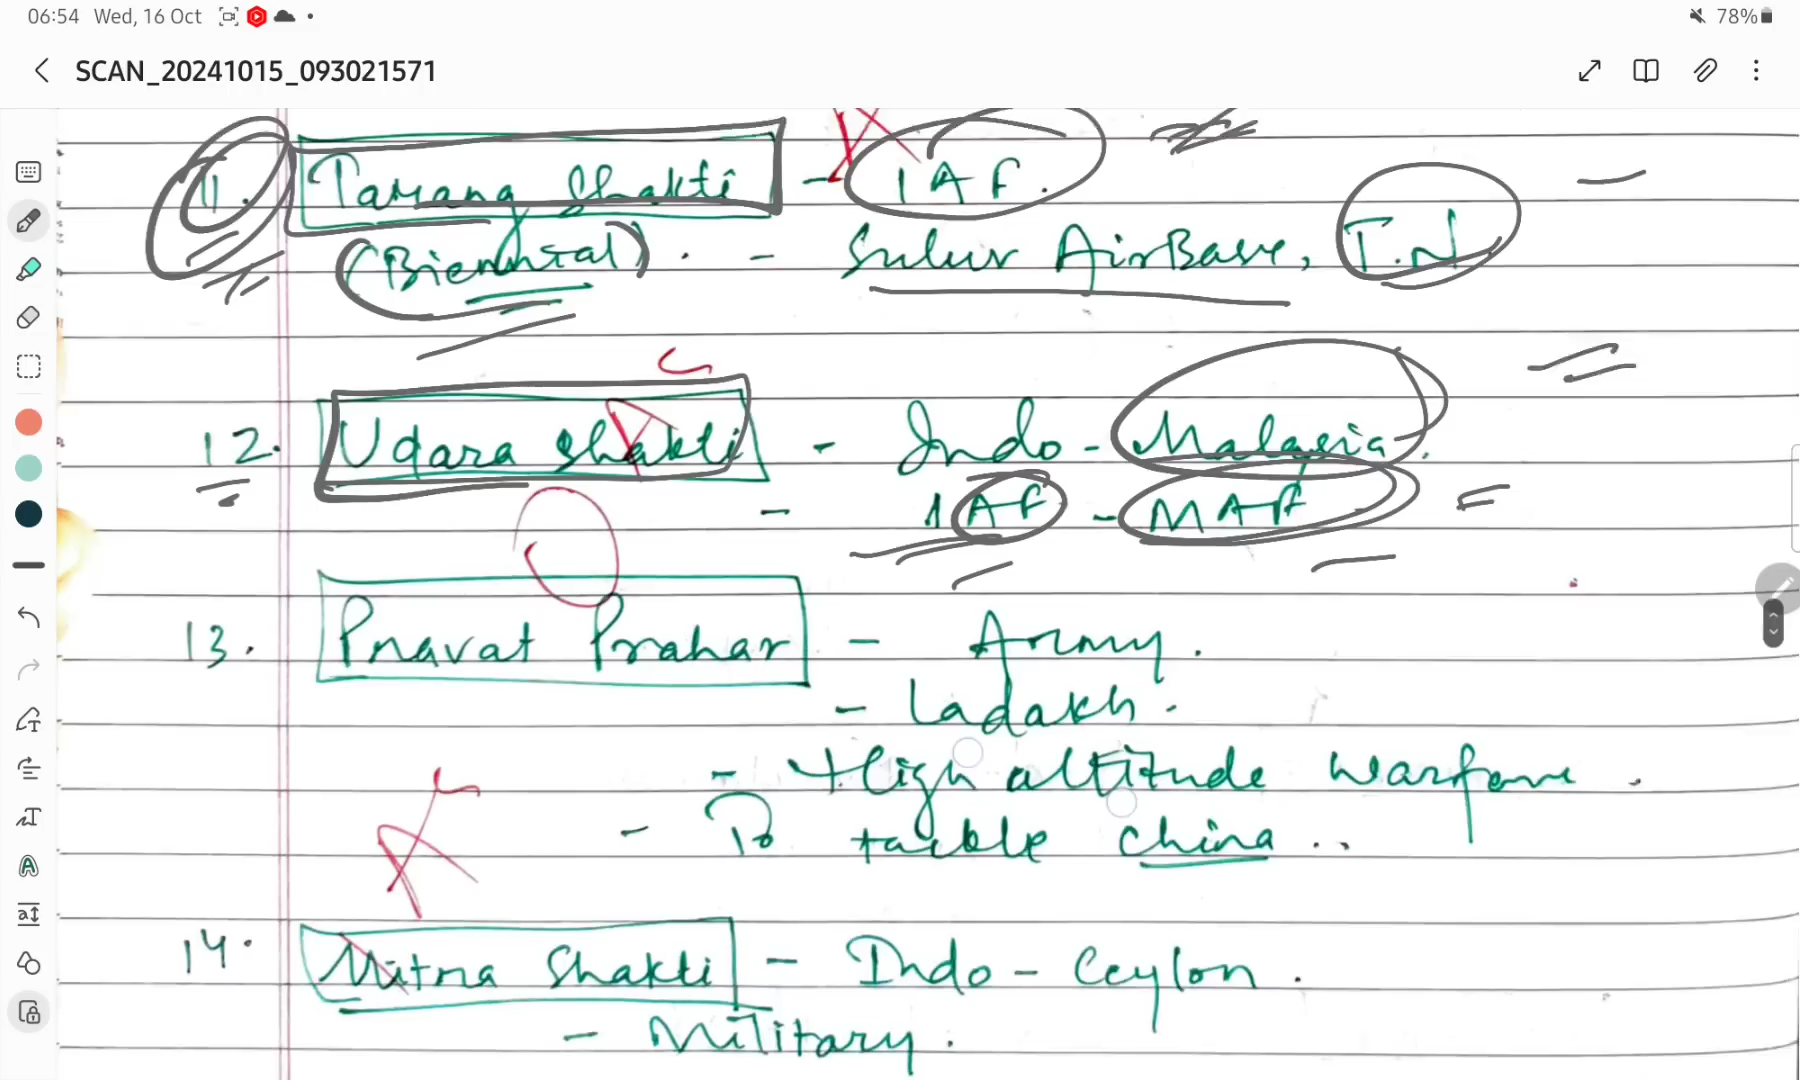 06:54 Wed, 16 Oct
78%
SCAN_20241015_093021571
11. Tarang Shakti - IAF.
(Biennial). - Sulur AirBase, T.N
12. Udara Shakti - Indo - Malaysia.
- IAF - MAF
13. Pravat Prahar - Army.
- Ladakh.
- High altitude warfare.
- To tackle China..
14. Mitra Shakti - Indo - Ceylon.
- Military.